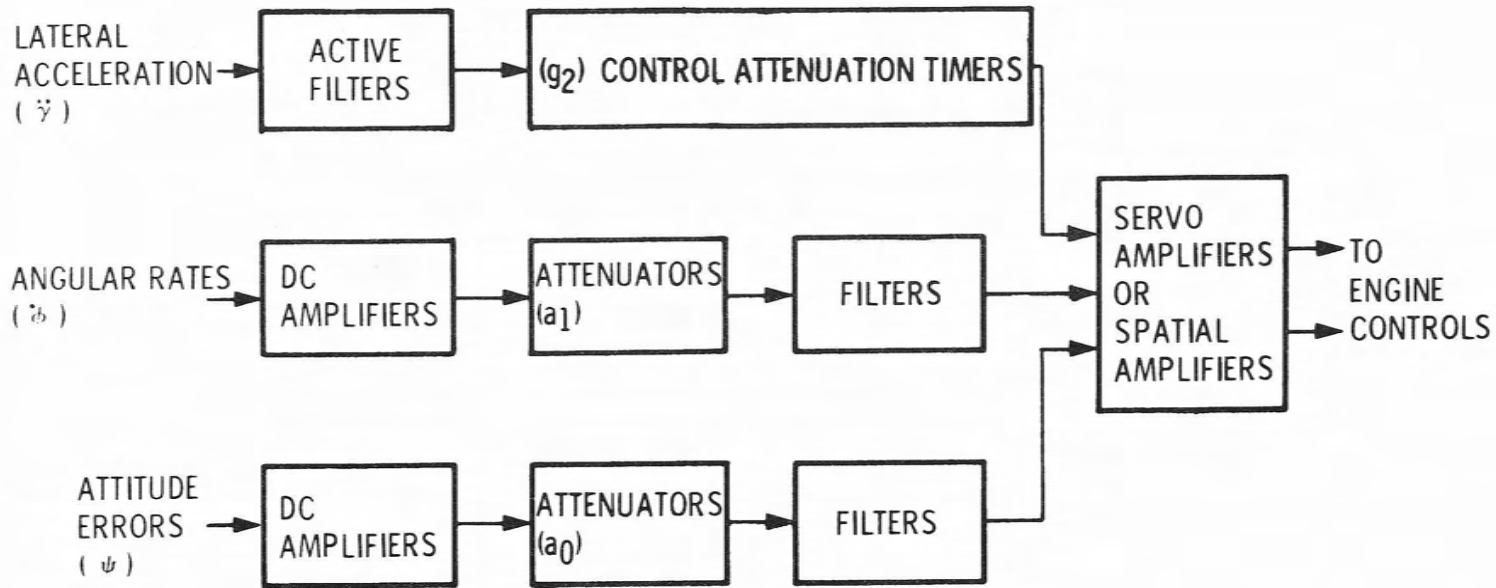 LATERAL
ACCELERATION
( γ̈ )
ACTIVE
FILTERS
(g2) CONTROL ATTENUATION TIMERS
ANGULAR RATES
DC
AMPLIFIERS
ATTENUATORS
(a1)
FILTERS
ATTITUDE
ERRORS
( ψ )
DC
AMPLIFIERS
ATTENUATORS
(a0)
FILTERS
SERVO
AMPLIFIERS
OR
SPATIAL
AMPLIFIERS
TO
ENGINE
CONTROLS